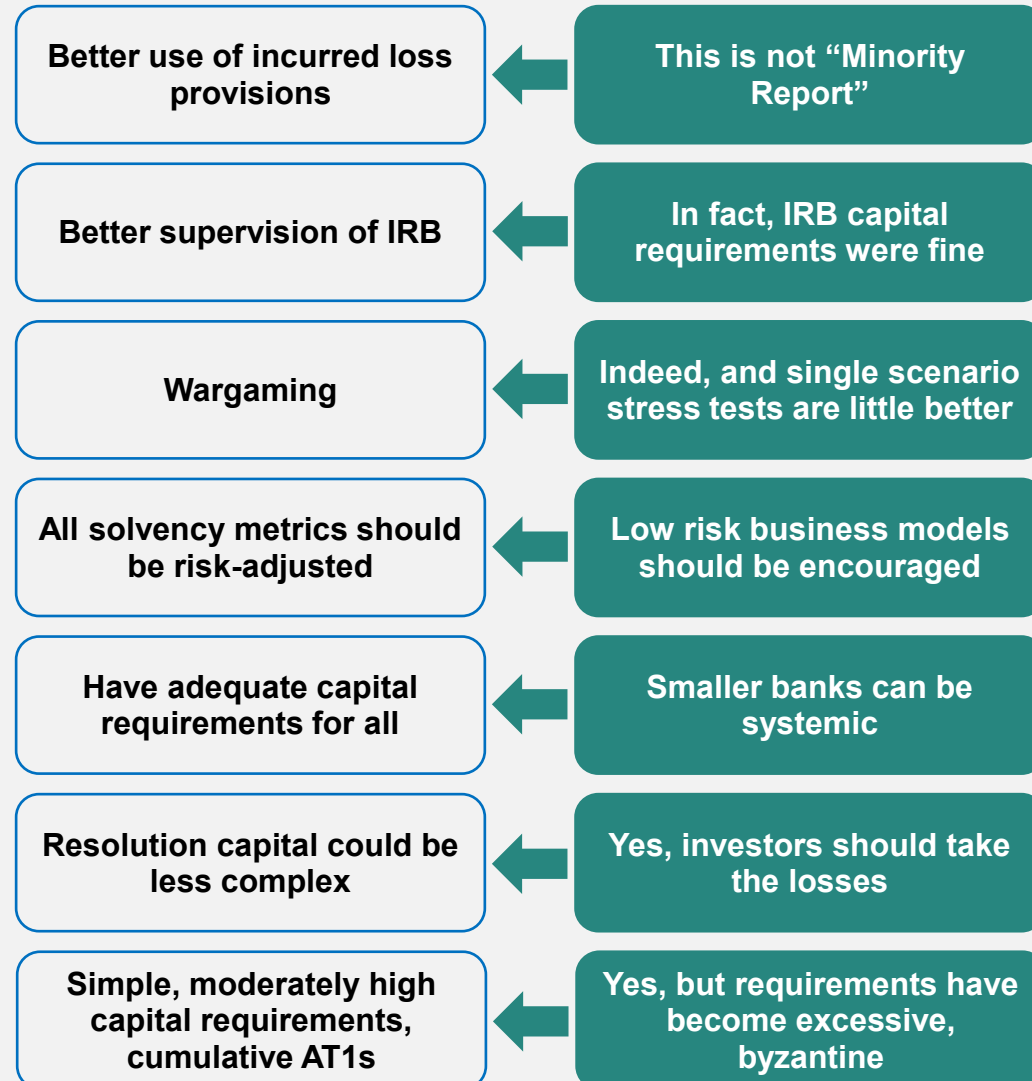 Better use of incurred loss
provisions
This is not “Minority
Report”
Better supervision of IRB
In fact, IRB capital
requirements were fine
Wargaming
Indeed, and single scenario
stress tests are little better
All solvency metrics should
be risk-adjusted
Low risk business models
should be encouraged
Have adequate capital
requirements for all
Smaller banks can be
systemic
Resolution capital could be
less complex
Yes, investors should take
the losses
Simple, moderately high
capital requirements,
cumulative AT1s
Yes, but requirements have
become excessive,
byzantine